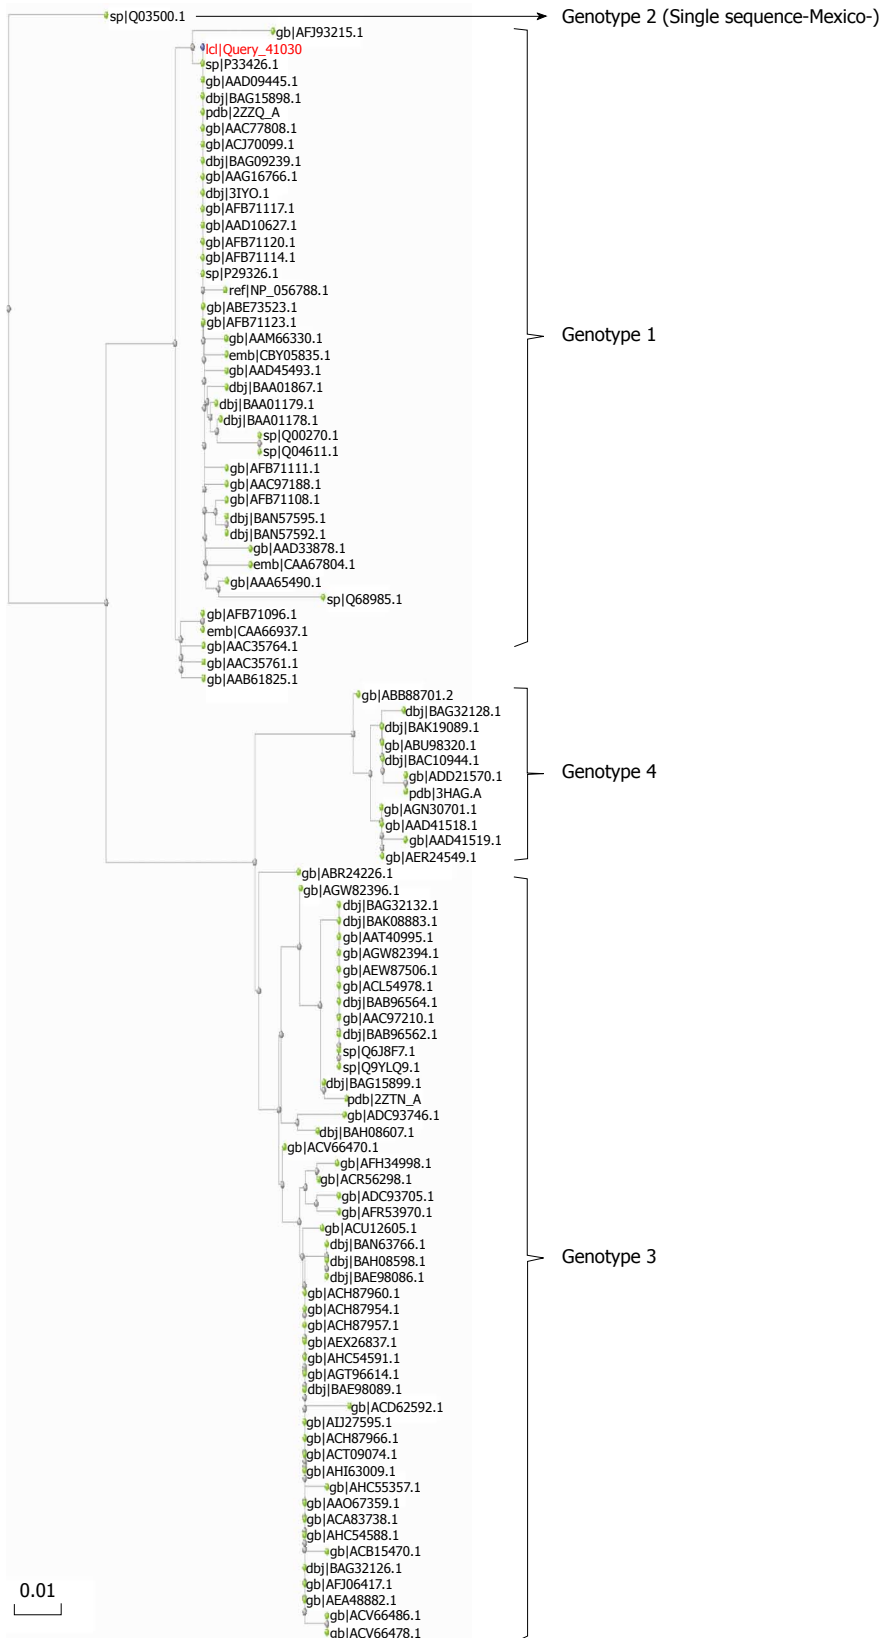 sp|Q03500.1
Genotype 2 (Single sequence-Mexico-)
gb|AFJ93215.1
lcl|Query_41030
sp|P33426.1
gb|AAD09445.1
dbj|BAG15898.1
pdb|2ZZQ_A
gb|AAC77808.1
gb|ACJ70099.1
dbj|BAG09239.1
gb|AAG16766.1
dbj|3IYO.1
gb|AFB71117.1
gb|AAD10627.1
gb|AFB71120.1
gb|AFB71114.1
sp|P29326.1
ref|NP_056788.1
gb|ABE73523.1
gb|AFB71123.1
Genotype 1
gb|AAM66330.1
emb|CBY05835.1
gb|AAD45493.1
dbj|BAA01867.1
dbj|BAA01179.1
dbj|BAA01178.1
sp|Q00270.1
sp|Q04611.1
gb|AFB71111.1
gb|AAC97188.1
gb|AFB71108.1
dbj|BAN57595.1
dbj|BAN57592.1
gb|AAD33878.1
emb|CAA67804.1
gb|AAA65490.1
sp|Q68985.1
gb|AFB71096.1
emb|CAA66937.1
gb|AAC35764.1
gb|AAC35761.1
gb|AAB61825.1
gb|ABB88701.2
dbj|BAG32128.1
dbj|BAK19089.1
gb|ABU98320.1
dbj|BAC10944.1
Genotype 4
gb|ADD21570.1
pdb|3HAG.A
gb|AGN30701.1
gb|AAD41518.1
gb|AAD41519.1
gb|AER24549.1
gb|ABR24226.1
gb|AGW82396.1
dbj|BAG32132.1
dbj|BAK08883.1
gb|AAT40995.1
gb|AGW82394.1
gb|AEW87506.1
gb|ACL54978.1
dbj|BAB96564.1
gb|AAC97210.1
dbj|BAB96562.1
sp|Q6J8F7.1
sp|Q9YLQ9.1
dbj|BAG15899.1
pdb|2ZTN_A
gb|ADC93746.1
dbj|BAH08607.1
gb|ACV66470.1
gb|AFH34998.1
gb|ACR56298.1
gb|ADC93705.1
gb|AFR53970.1
gb|ACU12605.1
dbj|BAN63766.1
Genotype 3
dbj|BAH08598.1
dbj|BAE98086.1
gb|ACH87960.1
gb|ACH87954.1
gb|ACH87957.1
gb|AEX26837.1
gb|AHC54591.1
gb|AGT96614.1
dbj|BAE98089.1
gb|ACD62592.1
gb|AIJ27595.1
gb|ACH87966.1
gb|ACT09074.1
gb|AHI63009.1
gb|AHC55357.1
gb|AAO67359.1
gb|ACA83738.1
gb|AHC54588.1
gb|ACB15470.1
dbj|BAG32126.1
gb|AFJ06417.1
0.01
gb|AEA48882.1
gb|ACV66486.1
gb|ACV66478.1